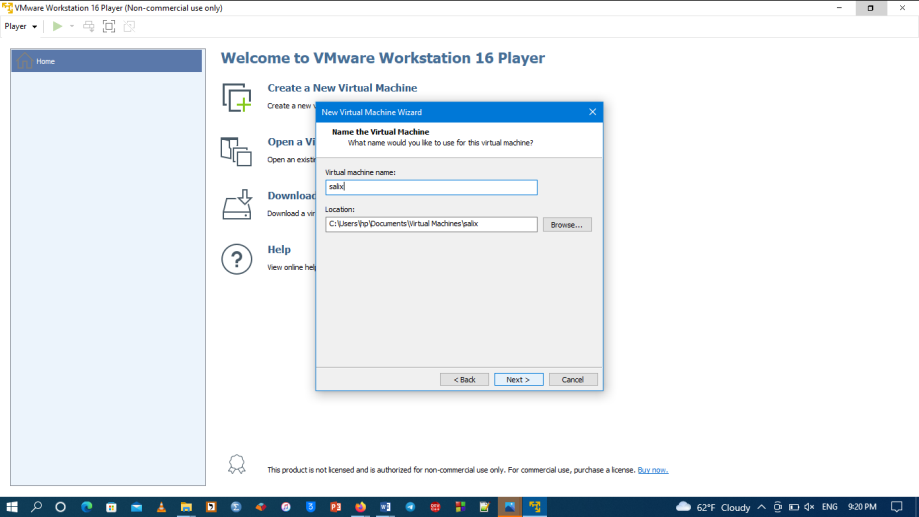 VMware Workstation 16 Player (Non-commercial use only)
Player
Home
Welcome to VMware Workstation 16 Player
Create a New Virtual Machine
Create a new
Open a Vi
Open an existin
Download
Download a vir
Help
View online help
New Virtual Machine Wizard
Name the Virtual Machine
What name would you like to use for this virtual machine?
Virtual machine name:
salix
Location:
C:\Users\hp\Documents\Virtual Machines\salix
Browse...
< Back
Next >
Cancel
This product is not licensed and is authorized for non-commercial use only. For commercial use, purchase a license. Buy now.
62°F Cloudy
ENG
9:20 PM